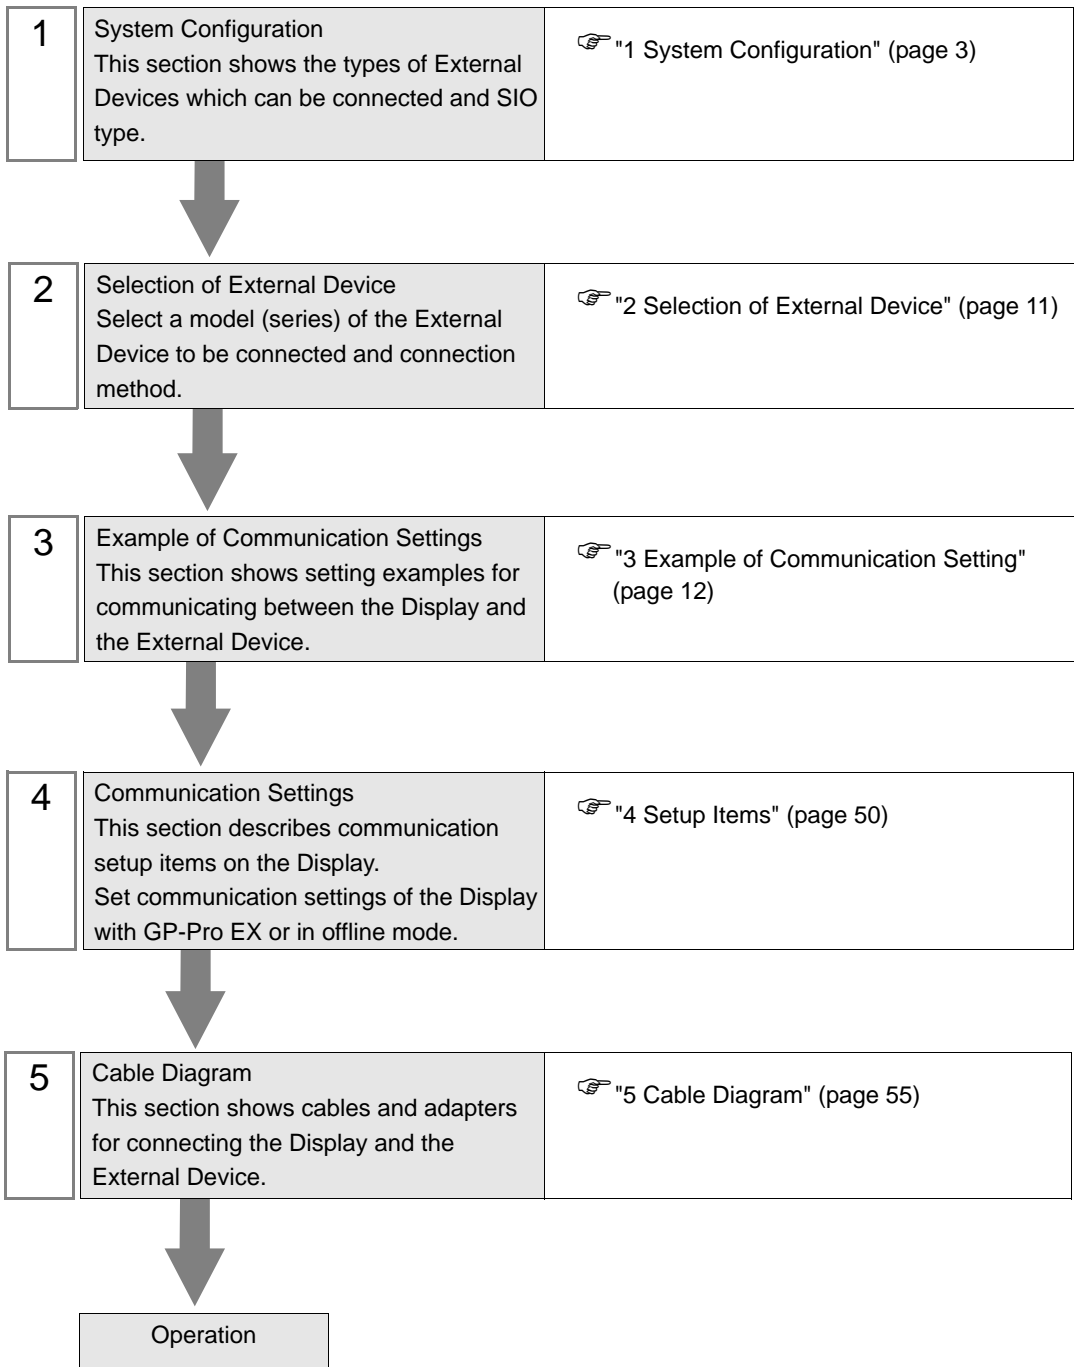 1
System Configuration
This section shows the types of External
Devices which can be connected and SIO
type.
"1 System Configuration" (page 3)
2
Selection of External Device
Select a model (series) of the External
Device to be connected and connection
method.
"2 Selection of External Device" (page 11)
3
Example of Communication Settings
This section shows setting examples for
communicating between the Display and
the External Device.
"3 Example of Communication Setting"
(page 12)
4
Communication Settings
This section describes communication
setup items on the Display.
Set communication settings of the Display
with GP-Pro EX or in offline mode.
"4 Setup Items" (page 50)
5
Cable Diagram
This section shows cables and adapters
for connecting the Display and the
External Device.
"5 Cable Diagram" (page 55)
Operation